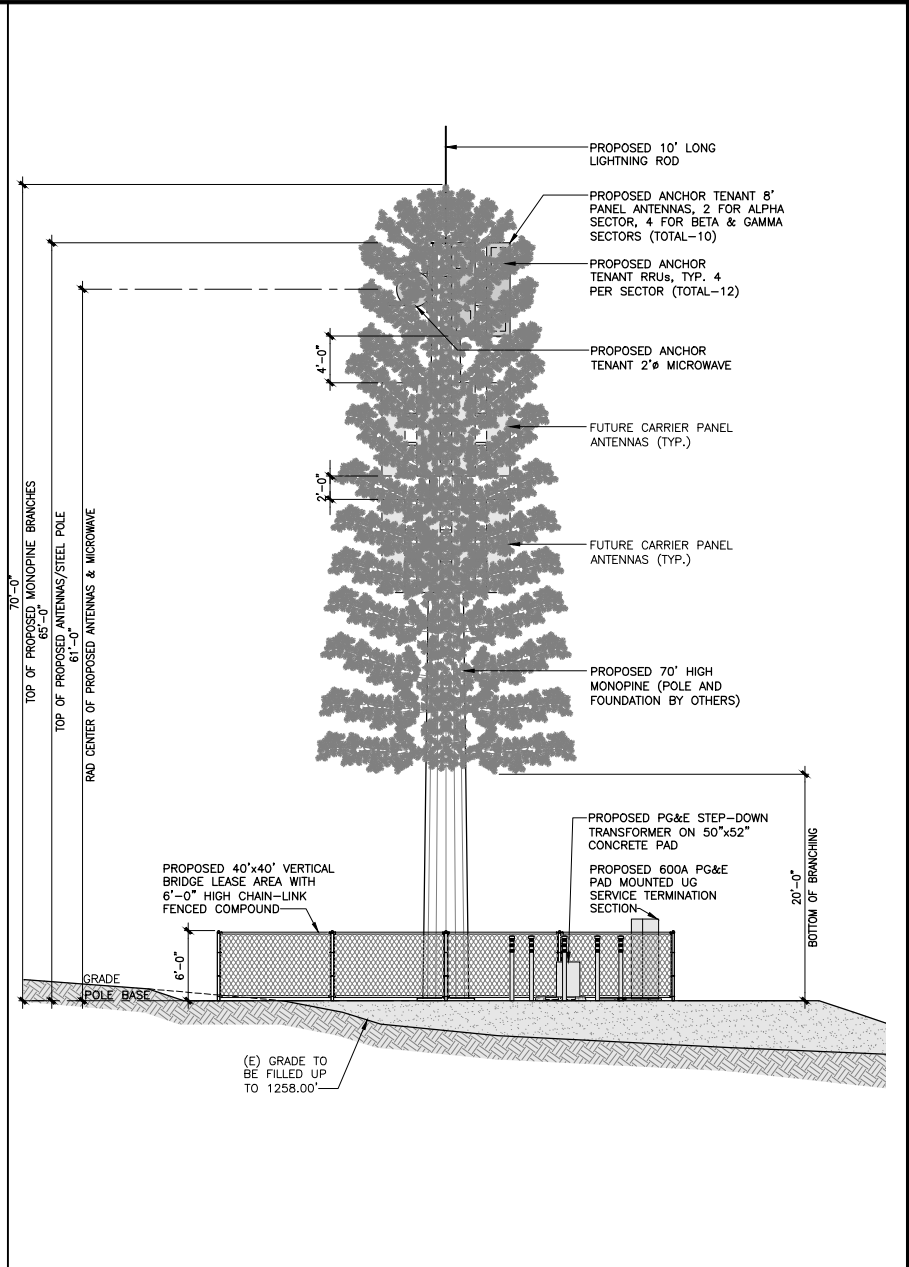 PROPOSED 10' LONG
LIGHTNING ROD
PROPOSED ANCHOR TENANT 8'
PANEL ANTENNAS, 2 FOR ALPHA
SECTOR, 4 FOR BETA & GAMMA
SECTORS (TOTAL-10)
PROPOSED ANCHOR
TENANT RRUs, TYP. 4
PER SECTOR (TOTAL-12)
PROPOSED ANCHOR
TENANT 2'ø MICROWAVE
4'-0"
FUTURE CARRIER PANEL
ANTENNAS (TYP.)
2'-0"
FUTURE CARRIER PANEL
ANTENNAS (TYP.)
70'-0"
TOP OF PROPOSED MONOPINE BRANCHES
65'-0"
TOP OF PROPOSED ANTENNAS/STEEL POLE
61'-0"
RAD CENTER OF PROPOSED ANTENNAS & MICROWAVE
PROPOSED 70' HIGH
MONOPINE (POLE AND
FOUNDATION BY OTHERS)
PROPOSED PG&E STEP-DOWN
TRANSFORMER ON 50"x52"
CONCRETE PAD
PROPOSED 600A PG&E
PAD MOUNTED UG
SERVICE TERMINATION
SECTION
20'-0"
BOTTOM OF BRANCHING
PROPOSED 40'x40' VERTICAL
BRIDGE LEASE AREA WITH
6'-0" HIGH CHAIN-LINK
FENCED COMPOUND
6'-0"
GRADE
POLE BASE
(E) GRADE TO
BE FILLED UP
TO 1258.00'